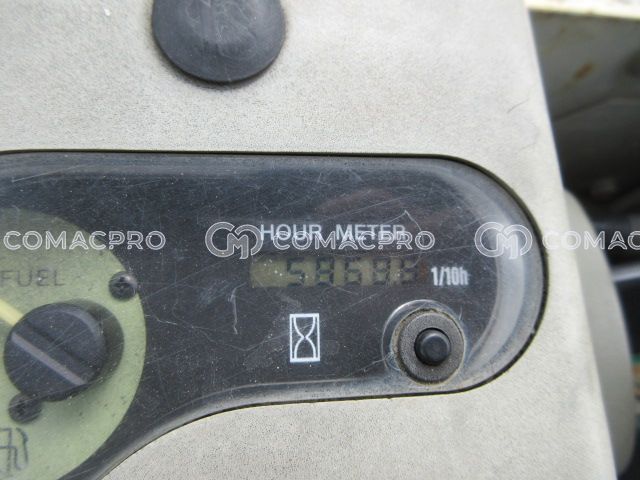 HOUR METER
COMACPRO COMACPRO COMACPRO
FUEL
1/10h